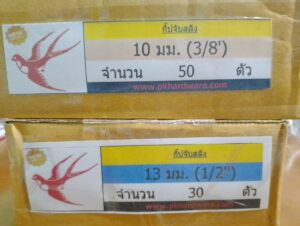 กิ๊ปจับสลิง
10 มม. (3/8')
จำนวน 50 ตัว
www.pkhardware.com
กิ๊ปจับสลิง
13 มม. (1/2")
จำนวน 30 ตัว
www.pkhardware.com